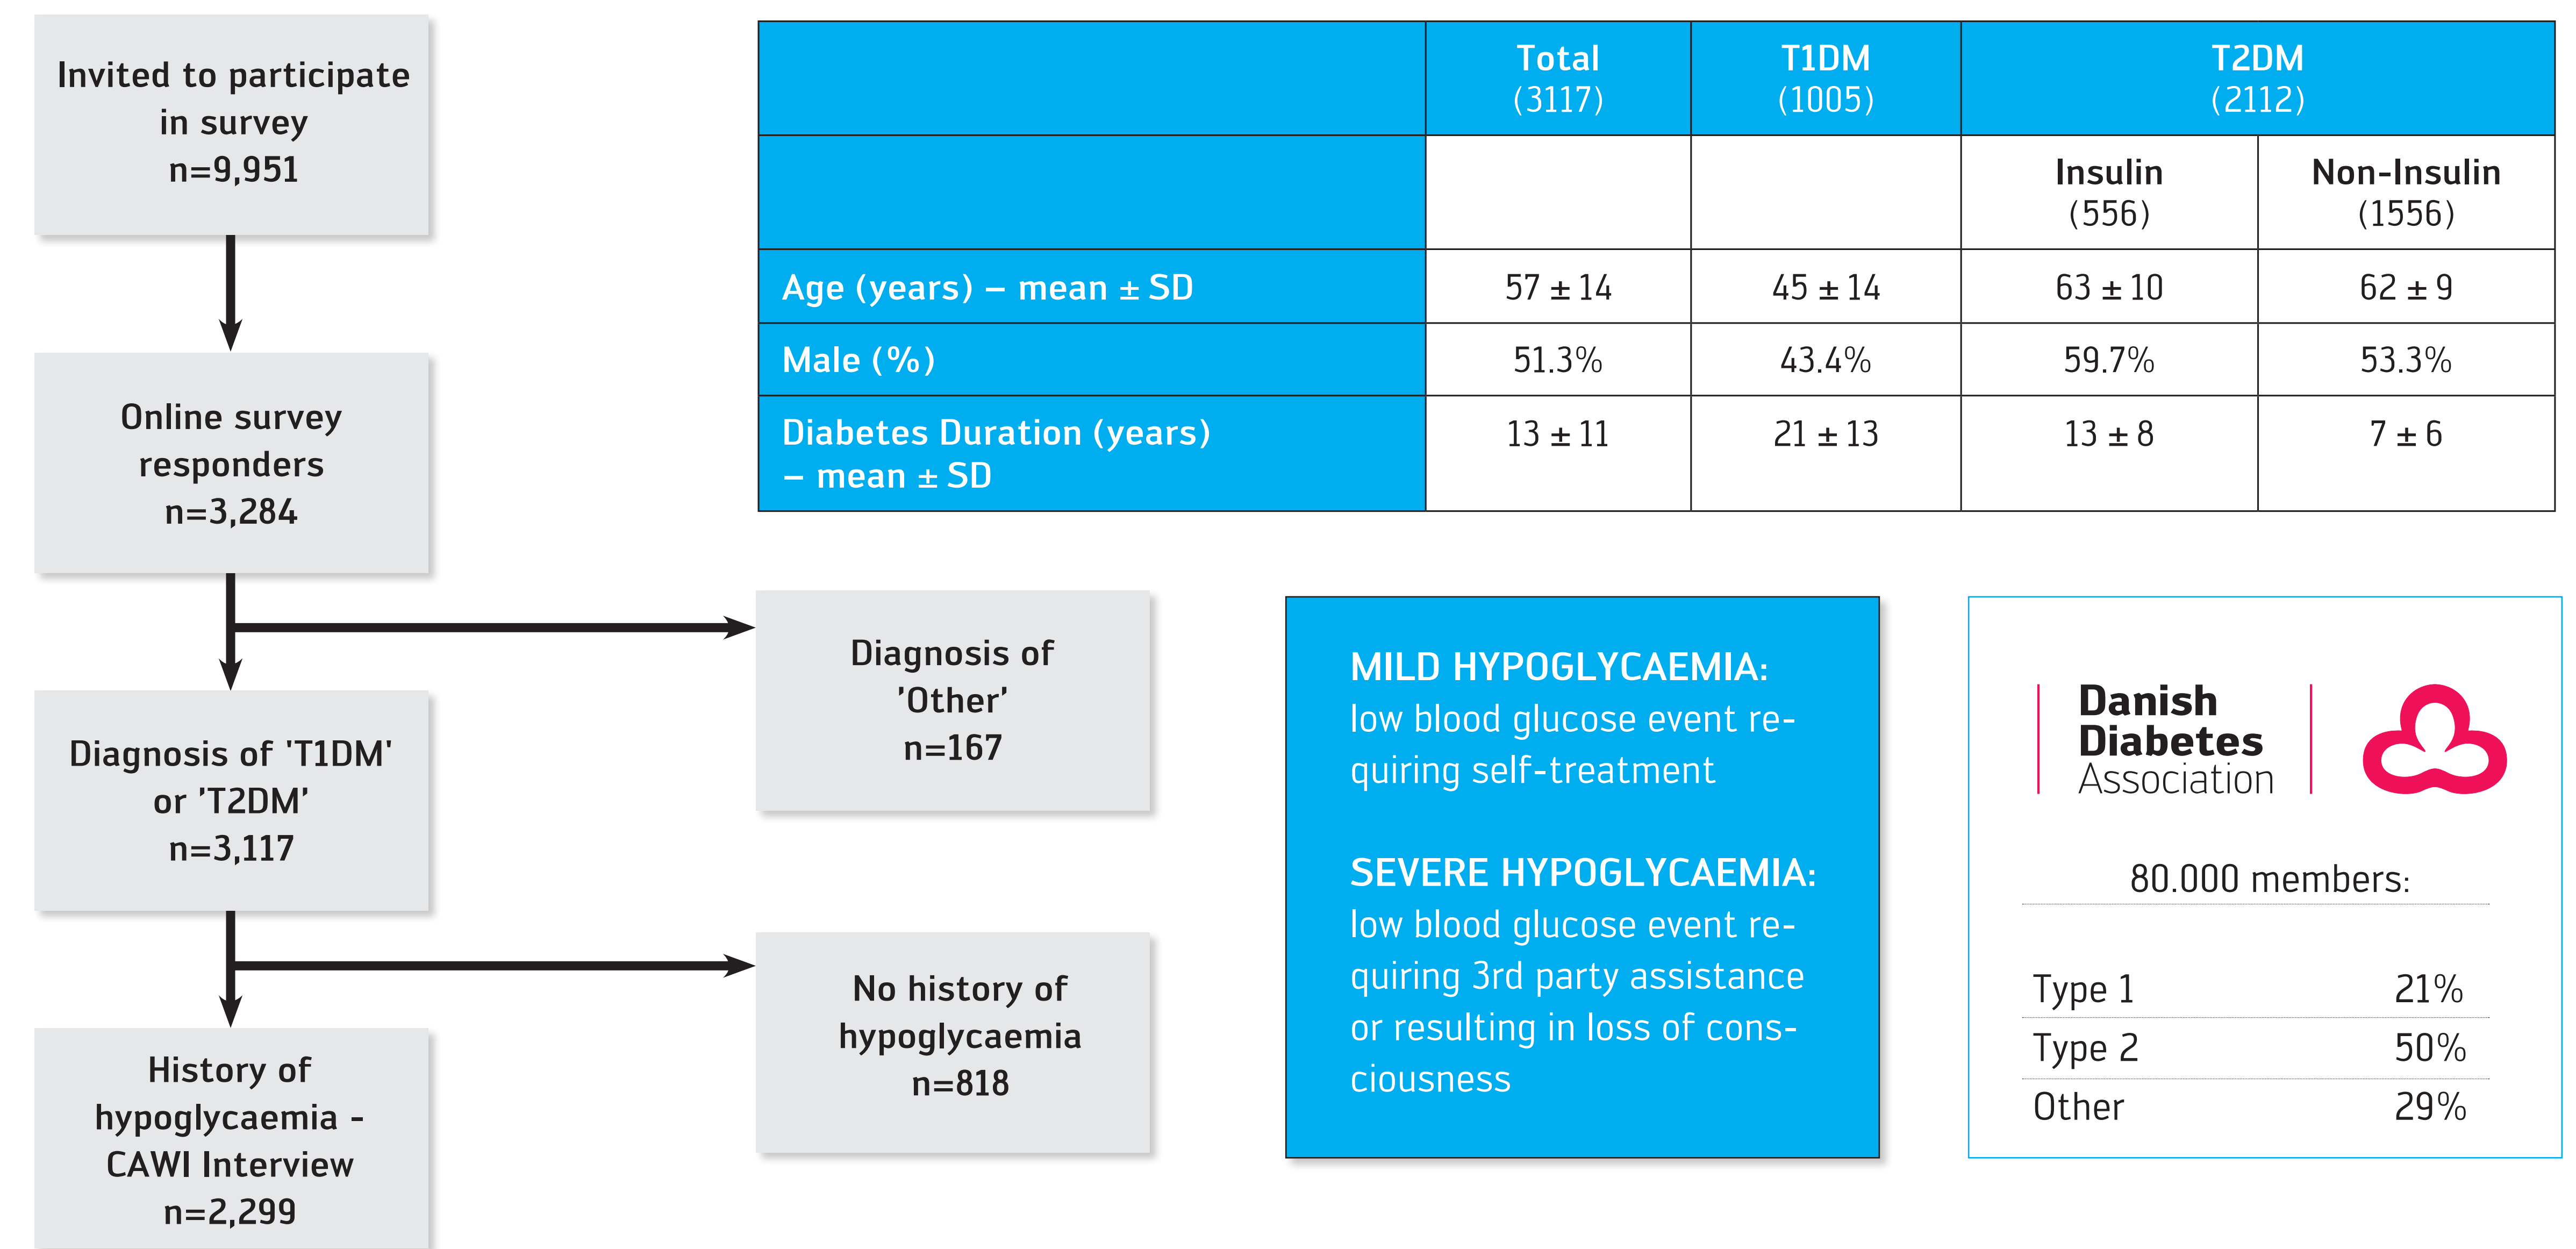 Invited to participate
in survey
n=9,951
Online survey
responders
n=3,284
Diagnosis of 'T1DM'
or ’T2DM’
n=3,117
History of
hypoglycaemia -
CAWI Interview
n=2,299
Diagnosis of
’Other’
n=167
No history of
hypoglycaemia
n=818
Total T1DM T2DM
(3117) (1005) (2112)
Insulin Non-Insulin
(556) (1556)
Age (years) – mean ± SD 57 ± 14 45 ± 14 63 ± 10 62 ± 9
Male (%) 51.3% 43.4% 59.7% 53.3%
Diabetes Duration (years) 13 ± 11 21 ± 13 13 ± 8 7 ± 6
– mean ± SD
MILD HYPOGLYCAEMIA:
low blood glucose event re-
quiring self-treatment
SEVERE HYPOGLYCAEMIA:
low blood glucose event re-
quiring 3rd party assistance
or resulting in loss of cons-
ciousness
Danish
Diabetes
Association
80.000 members:
Type 1 21%
Type 2 50%
Other 29%